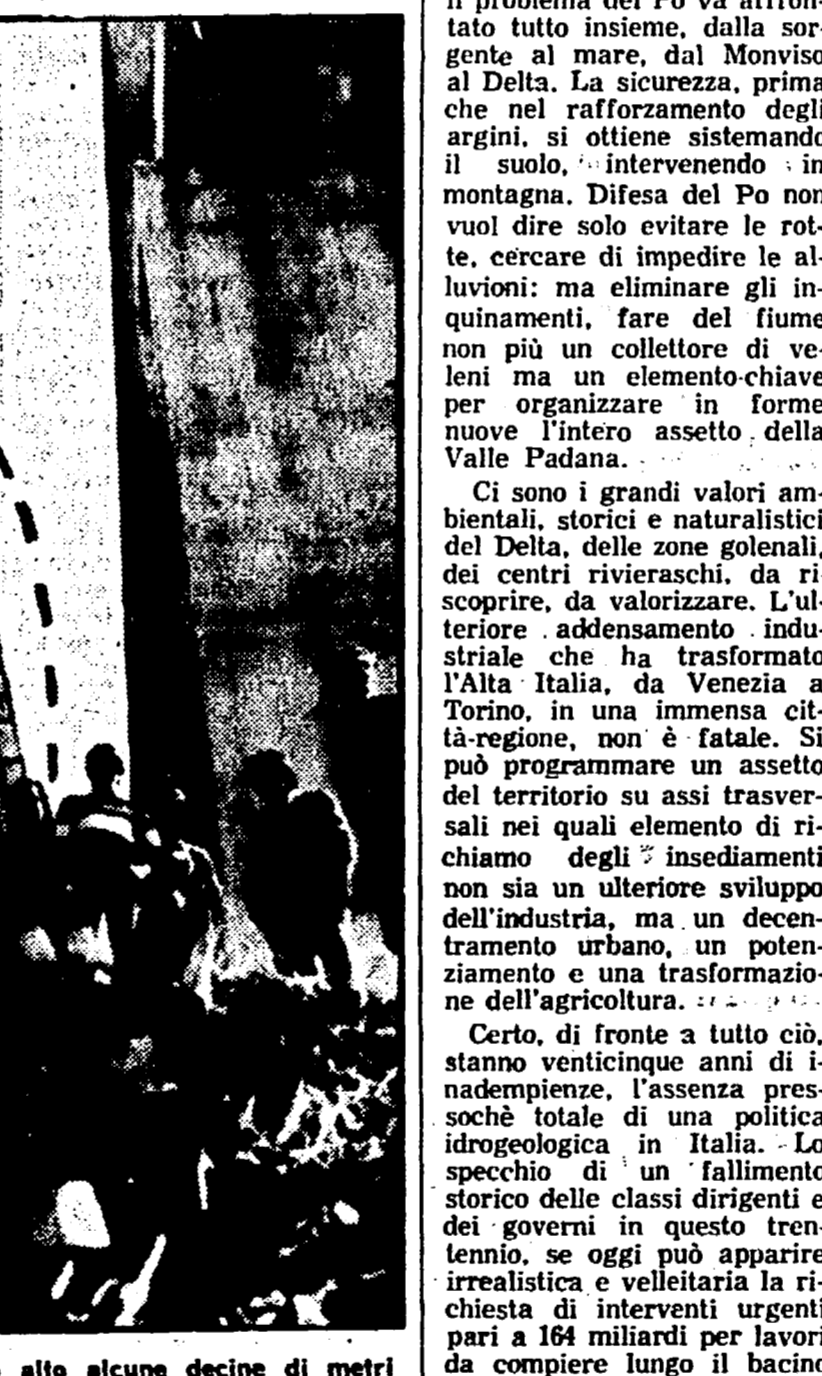 il problema del Po va affron-
tato tutto insieme, dalla sor-
gente al mare, dal Monviso
al Delta. La sicurezza, prima
che nel rafforzamento degli
argini, si ottiene sistemando
il suolo, intervenendo in
montagna. Difesa del Po non
vuol dire solo evitare le rot-
te, cercare di impedire le al-
luvioni: ma eliminare gli in-
quinamenti, fare del fiume
non più un collettore di ve-
leni ma un elemento-chiave
per organizzare in forme
nuove l'intero assetto della
Valle Padana.
Ci sono i grandi valori am-
bientali, storici e naturalistici
del Delta, delle zone golenali,
dei centri rivieraschi, da ri-
scoprire, da valorizzare. L'ul-
teriore addensamento indu-
striale che ha trasformato
l'Alta Italia, da Venezia a
Torino, in una immensa cit-
tà-regione, non è fatale. Si
può programmare un assetto
del territorio su assi trasver-
sali nei quali elemento di ri-
chiamo degli insediamenti
non sia un ulteriore sviluppo
dell'industria, ma un decen-
tramento urbano, un poten-
ziamento e una trasformazio-
ne dell'agricoltura.
Certo, di fronte a tutto ciò,
stanno venticinque anni di i-
nadempienze, l'assenza pres-
sochè totale di una politica
idrogeologica in Italia. Lo
specchio di un fallimento
storico delle classi dirigenti e
dei governi in questo tren-
tennio, se oggi può apparire
irrealistica e velleitaria la ri-
chiesta di interventi urgenti
pari a 164 miliardi per lavori
da compiere lungo il bacino
alto alcune decine di metri